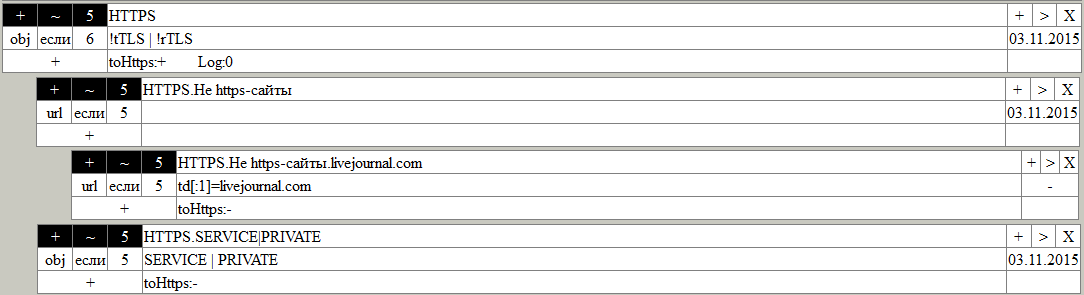 + ~ 5 HTTPS + > X
obj если 6 !tTLS | !rTLS 03.11.2015
+ toHttps:+ Log:0
+ ~ 5 HTTPS.Не https-сайты + > X
url если 5 03.11.2015
+
+ ~ 5 HTTPS.Не https-сайты.livejournal.com + > X
url если 5 td[:1]=livejournal.com -
+ toHttps:-
+ ~ 5 HTTPS.SERVICE|PRIVATE + > X
obj если 5 SERVICE | PRIVATE 03.11.2015
+ toHttps:-